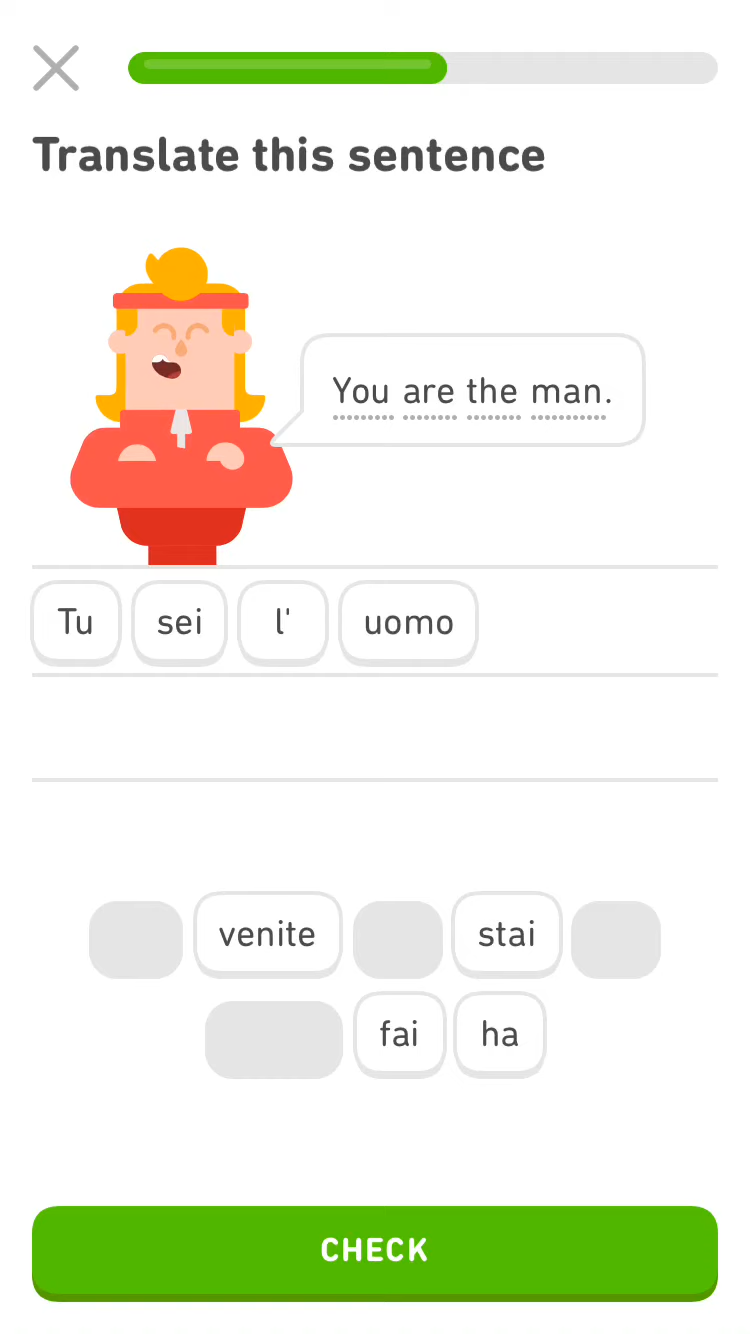 Translate this sentence
You are the man.
Tu sei l' uomo
venite stai
fai ha
CHECK